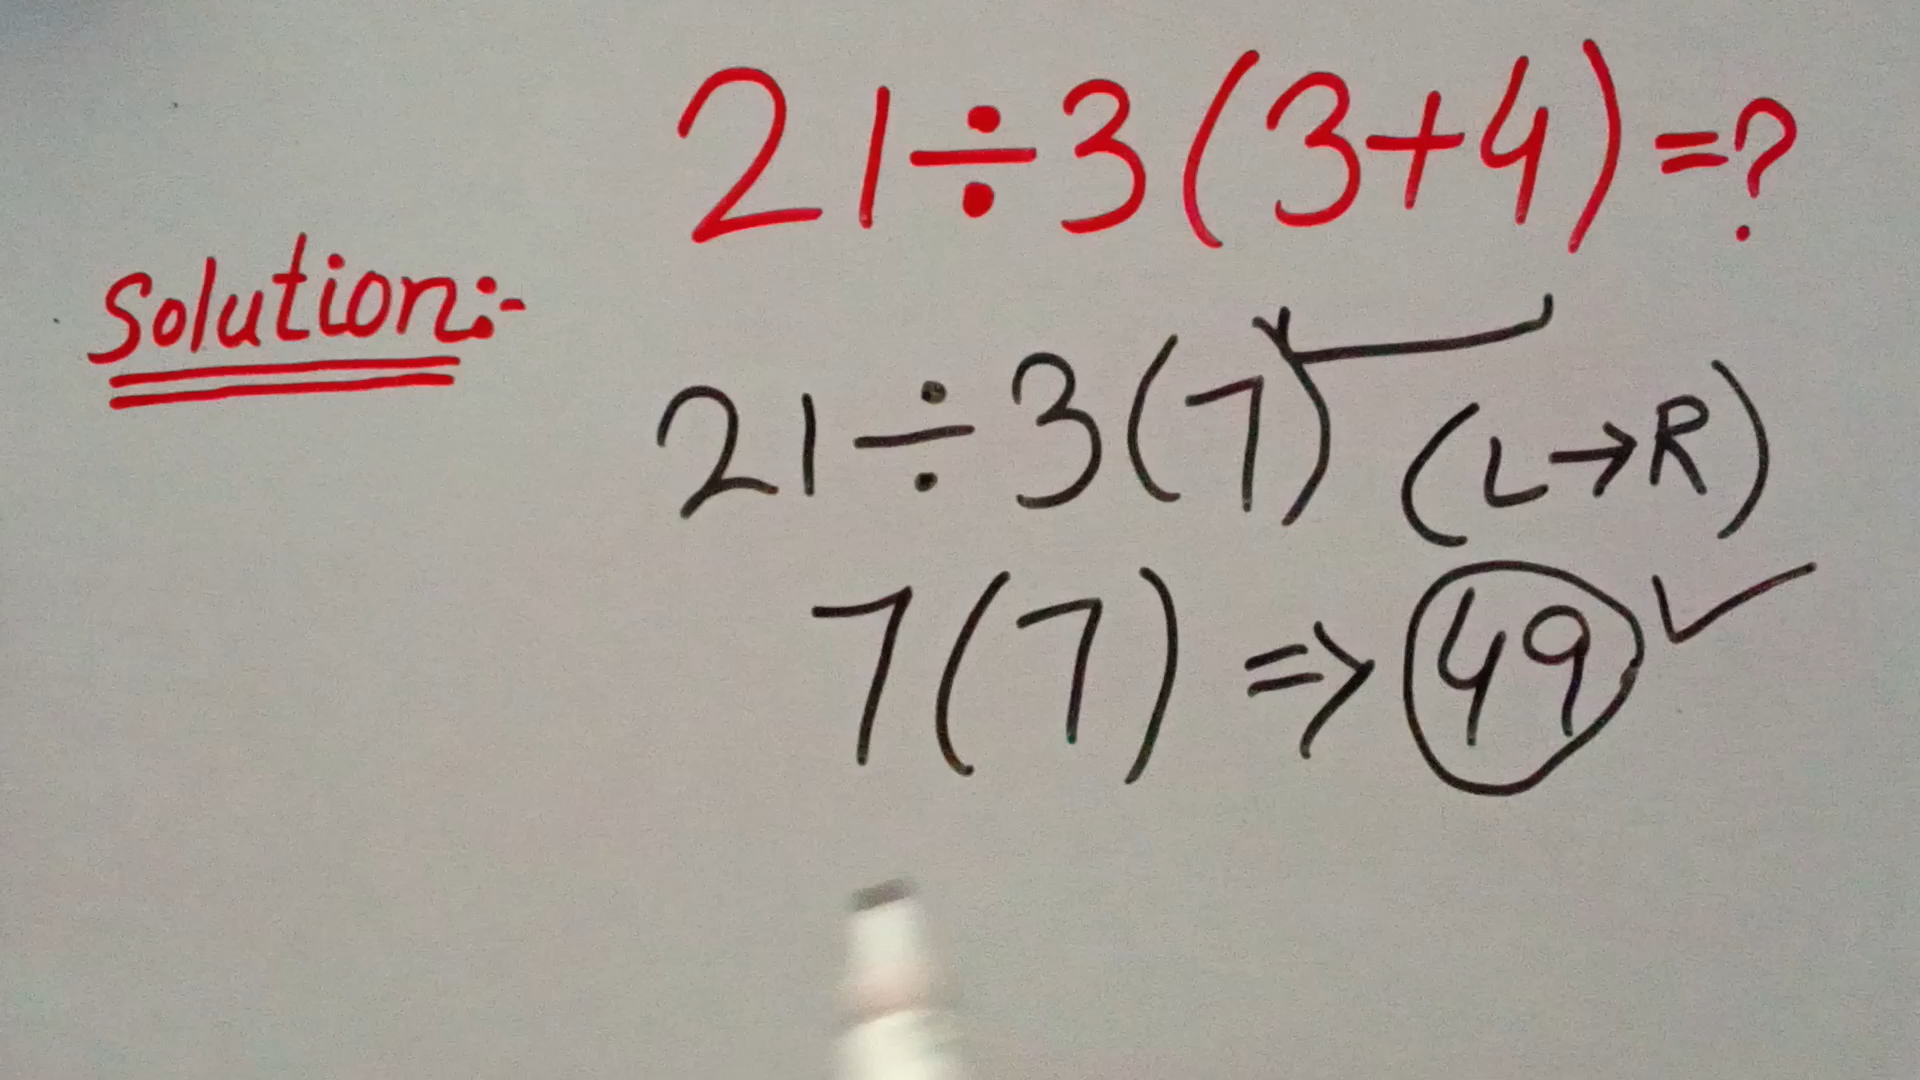 21÷3(3+4)=?
Solution:-
21÷3(7) (L→R)
7(7) ⇒ 49 ✓